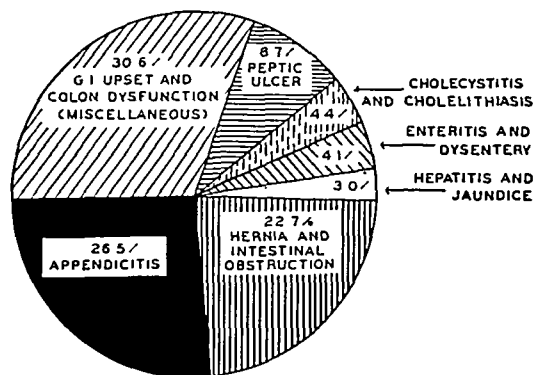 30 6/
G I UPSET AND
COLON DYSFUNCTION
(MISCELLANEOUS)
8 7/
PEPTIC
ULCER
4 4/
CHOLECYSTITIS
AND CHOLELITHIASIS
4 1/
ENTERITIS AND
DYSENTERY
3 0/
HEPATITIS AND
JAUNDICE
22 7%
HERNIA AND
INTESTINAL
OBSTRUCTION
26 5/
APPENDICITIS